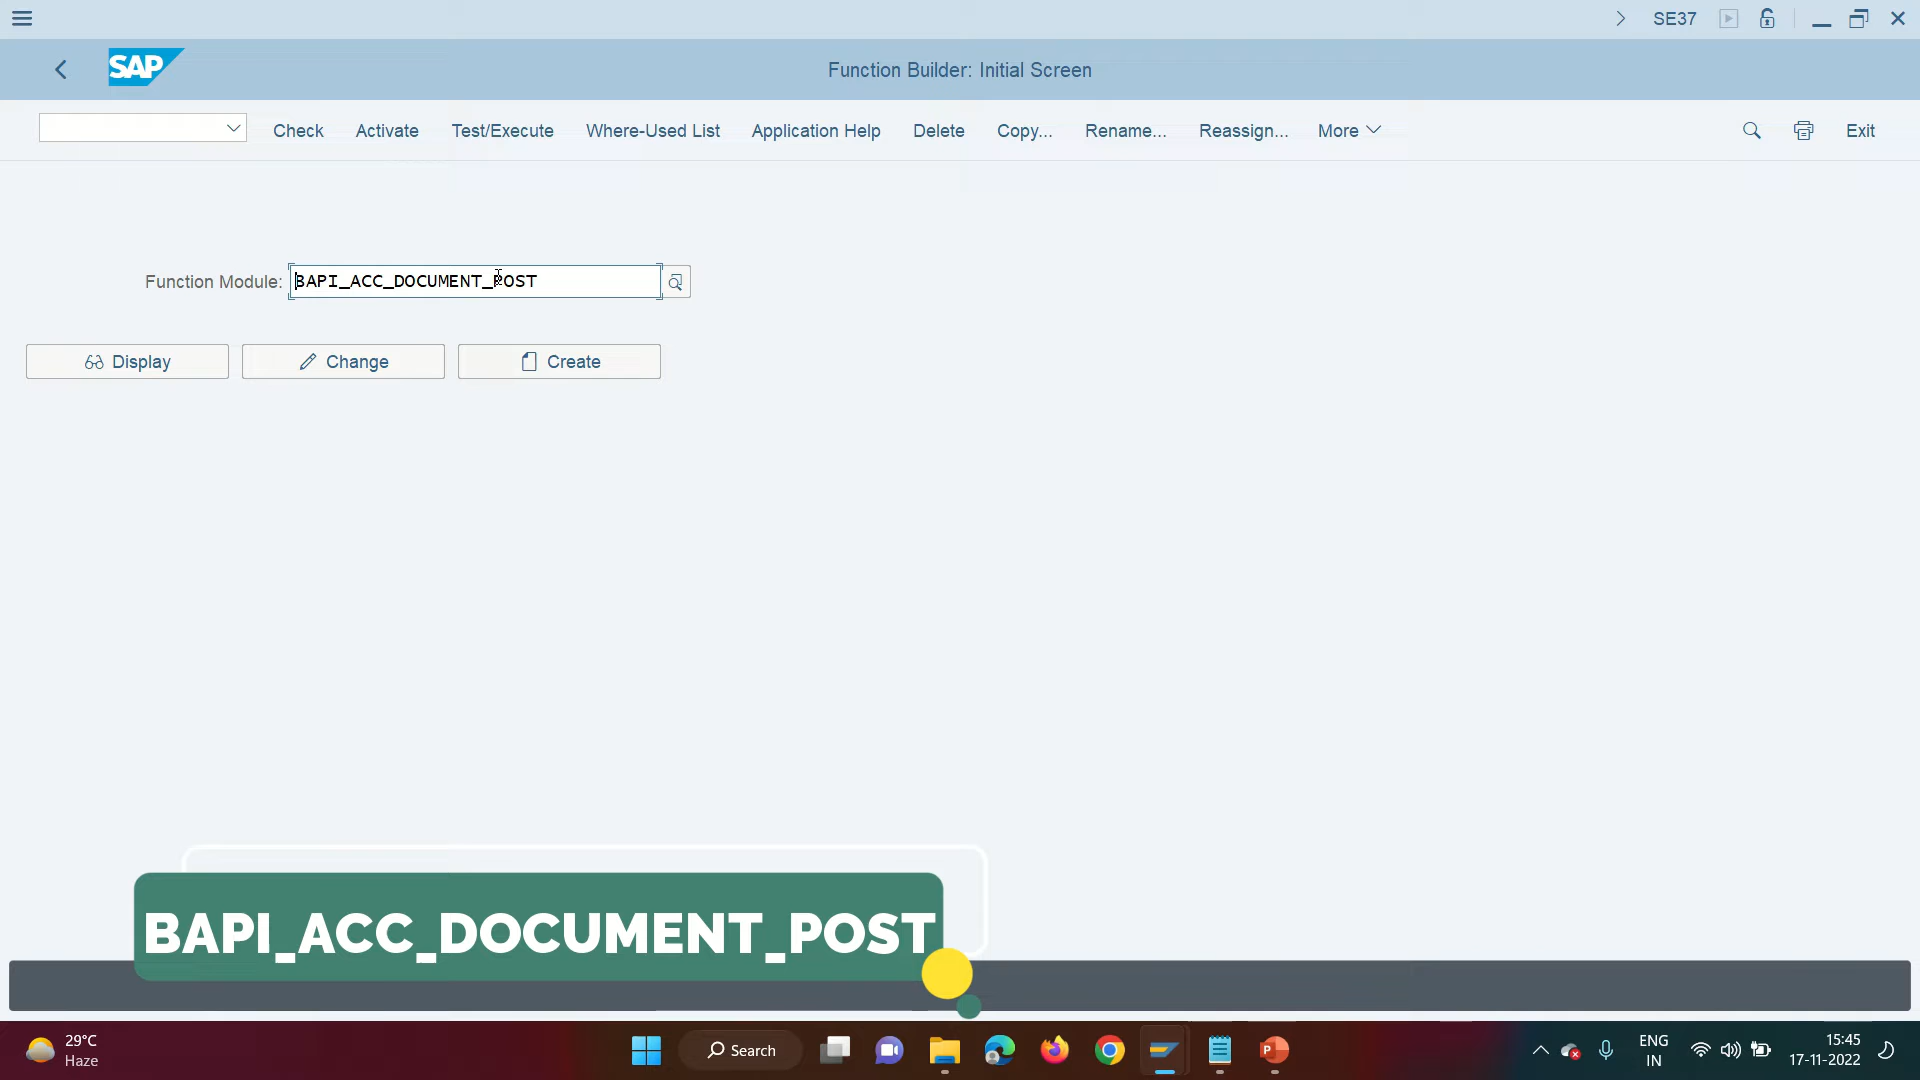 SE37
SAP
Function Builder: Initial Screen
Check Activate Test/Execute Where-Used List Application Help Delete Copy... Rename... Reassign... More Exit
Function Module: BAPI_ACC_DOCUMENT_POST
Display Change Create
BAPI_ACC_DOCUMENT_POST
29°C
Haze
Search
ENG
IN
15:45
17-11-2022